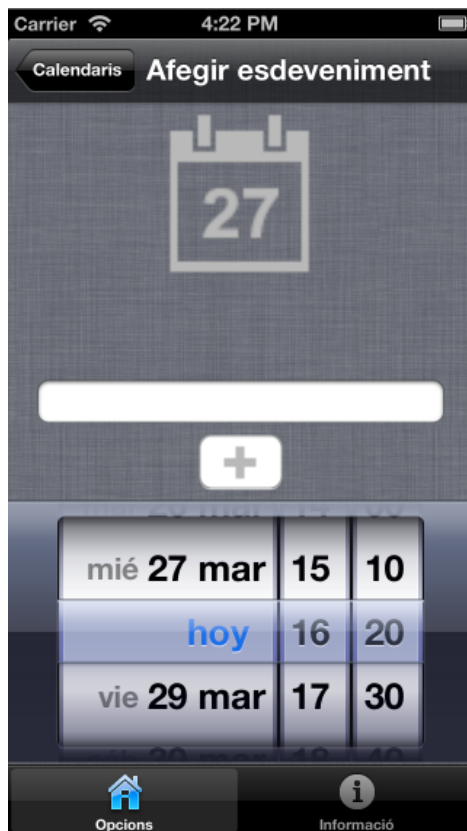 Carrier 4:22 PM
Calendaris Afegir esdeveniment
27
mié 27 mar 15 10
hoy 16 20
vie 29 mar 17 30
Opcions Informació